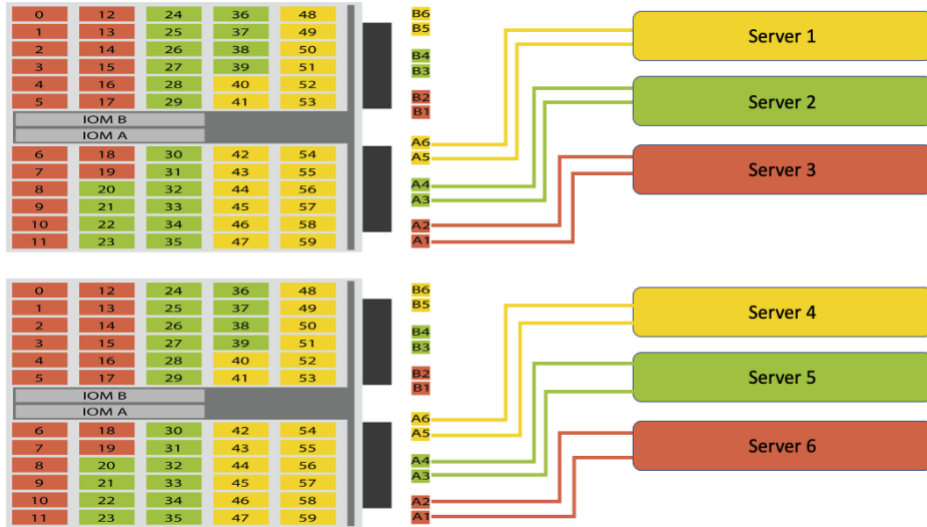 0 12 24 36 48
1 13 25 37 49
2 14 26 38 50
3 15 27 39 51
4 16 28 40 52
5 17 29 41 53
IOM B
IOM A
6 18 30 42 54
7 19 31 43 55
8 20 32 44 56
9 21 33 45 57
10 22 34 46 58
11 23 35 47 59
B6
B5
B4
B3
B2
B1
A6
A5
A4
A3
A2
A1
Server 1
Server 2
Server 3
0 12 24 36 48
1 13 25 37 49
2 14 26 38 50
3 15 27 39 51
4 16 28 40 52
5 17 29 41 53
IOM B
IOM A
6 18 30 42 54
7 19 31 43 55
8 20 32 44 56
9 21 33 45 57
10 22 34 46 58
11 23 35 47 59
B6
B5
B4
B3
B2
B1
A6
A5
A4
A3
A2
A1
Server 4
Server 5
Server 6